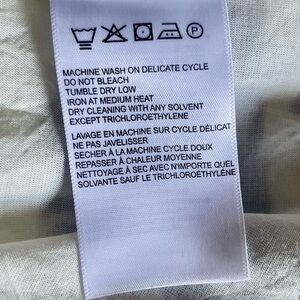 P
MACHINE WASH ON DELICATE CYCLE
DO NOT BLEACH
TUMBLE DRY LOW
IRON AT MEDIUM HEAT
DRY CLEANING WITH ANY SOLVENT
EXCEPT TRICHLOROETHYLENE
LAVAGE EN MACHINE SUR CYCLE DÉLICAT
NE PAS JAVELISSER
SECHER À LA MACHINE CYCLE DOUX
REPASSER À CHALEUR MOYENNE
NETTOYAGE À SEC AVEC N'IMPORTE QUEL
SOLVANTE SAUF LE TRICHLOROÉTHYLÉNE